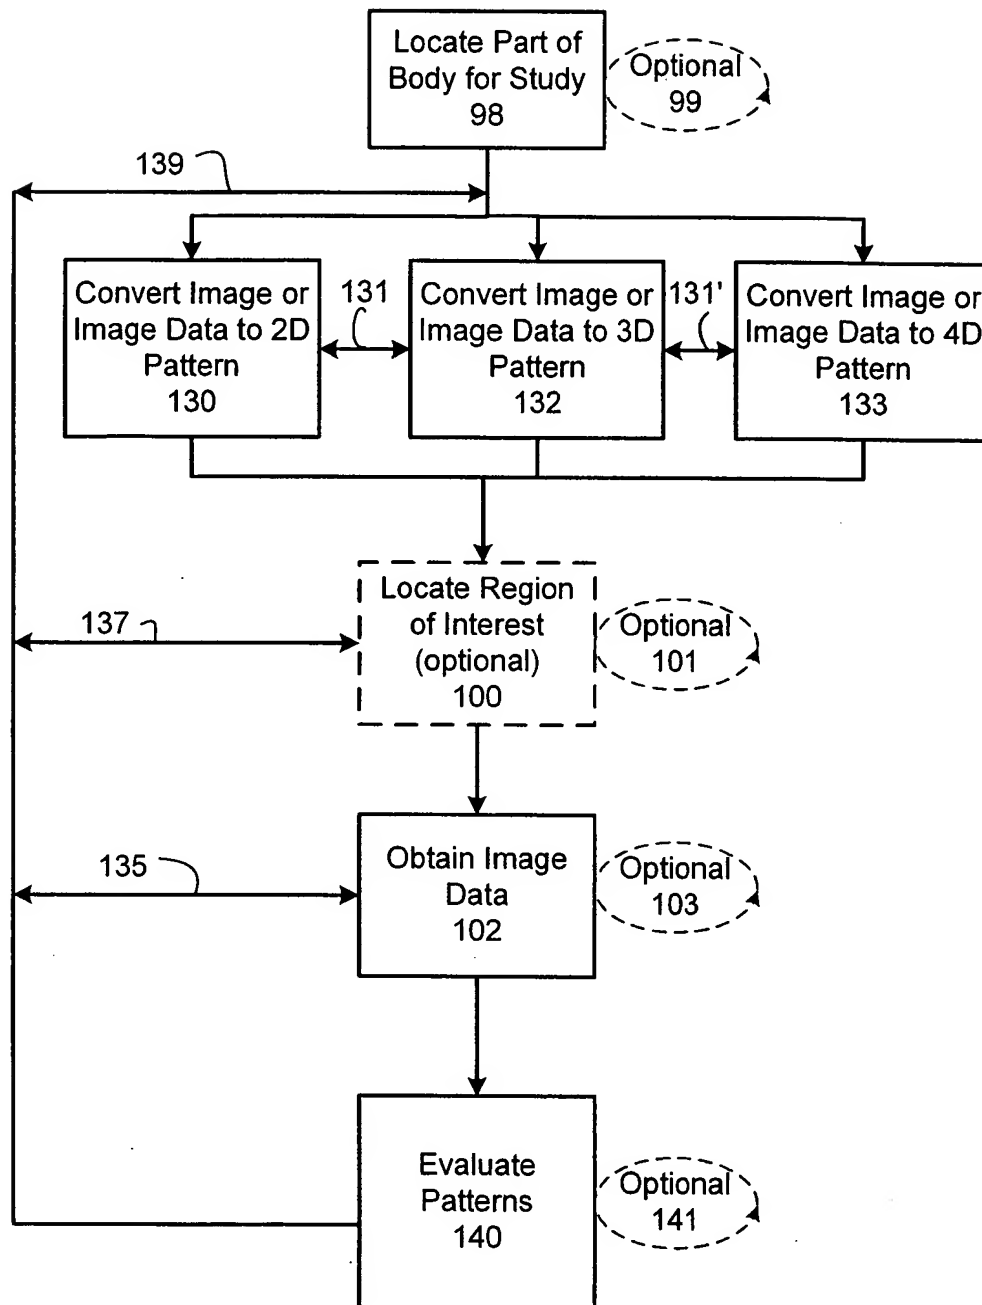 Locate Part of
Body for Study
98
Optional
99
139
Convert Image or
Image Data to 2D
Pattern
130
131
Convert Image or
Image Data to 3D
Pattern
132
131'
Convert Image or
Image Data to 4D
Pattern
133
Locate Region
of Interest
(optional)
100
Optional
101
137
Obtain Image
Data
102
Optional
103
135
Evaluate
Patterns
140
Optional
141